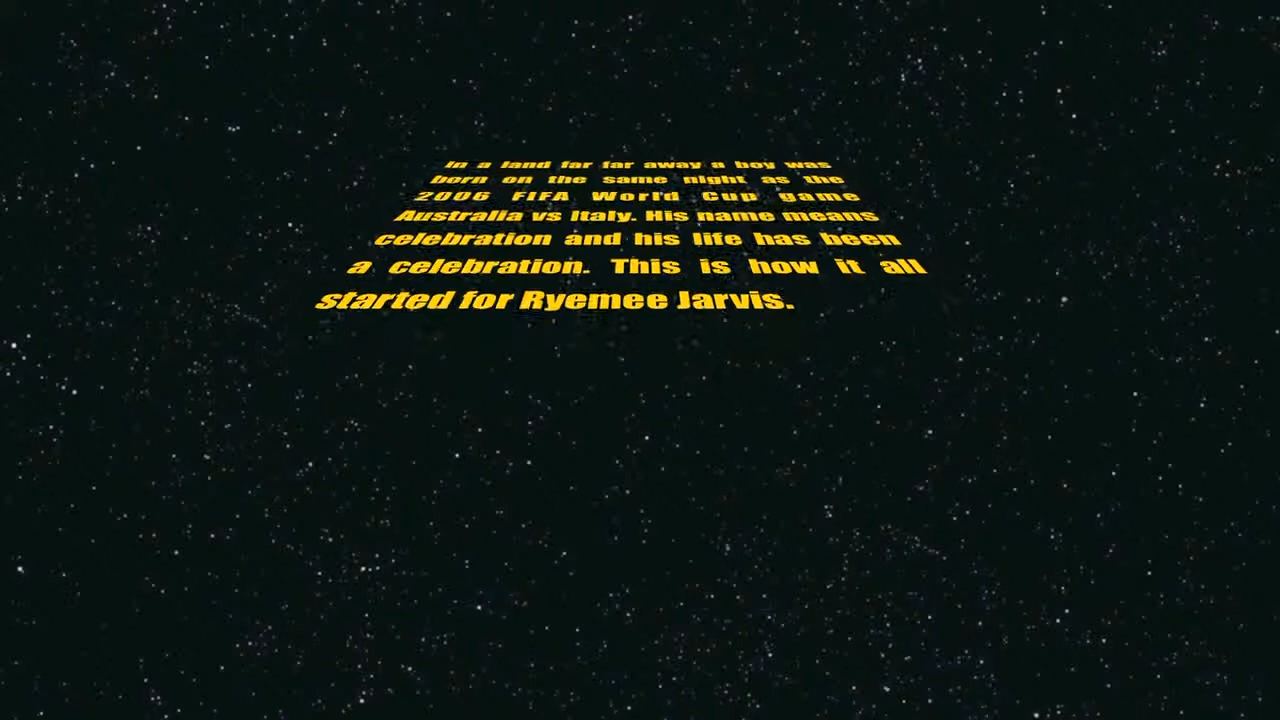 In a land far far away a boy was
born on the same night as the
2006 FIFA World Cup game
Australia vs Italy. His name means
celebration and his life has been
a celebration. This is how it all
started for Ryemee Jarvis.